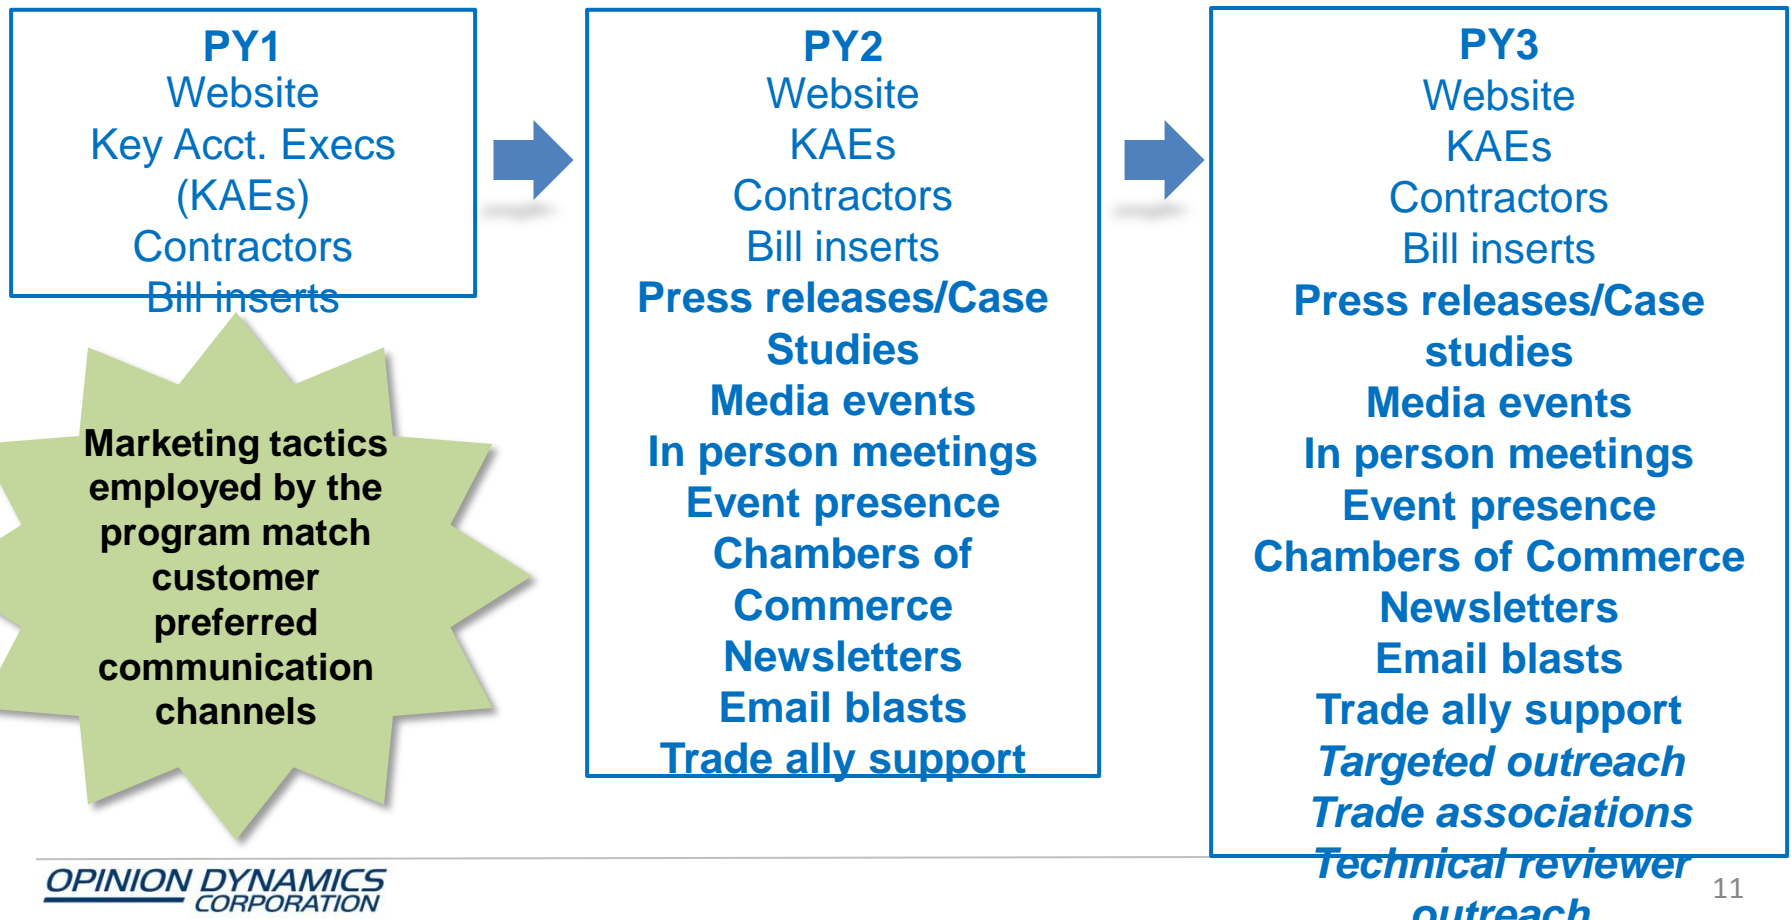 PY1
Website
Key Acct. Execs
(KAEs)
Contractors
Bill inserts
Marketing tactics
employed by the
program match
customer
preferred
communication
channels
PY2
Website
KAEs
Contractors
Bill inserts
Press releases/Case
Studies
Media events
In person meetings
Event presence
Chambers of
Commerce
Newsletters
Email blasts
Trade ally support
PY3
Website
KAEs
Contractors
Bill inserts
Press releases/Case
studies
Media events
In person meetings
Event presence
Chambers of Commerce
Newsletters
Email blasts
Trade ally support
Targeted outreach
Trade associations
Technical reviewer
outreach
OPINION DYNAMICS
CORPORATION
11